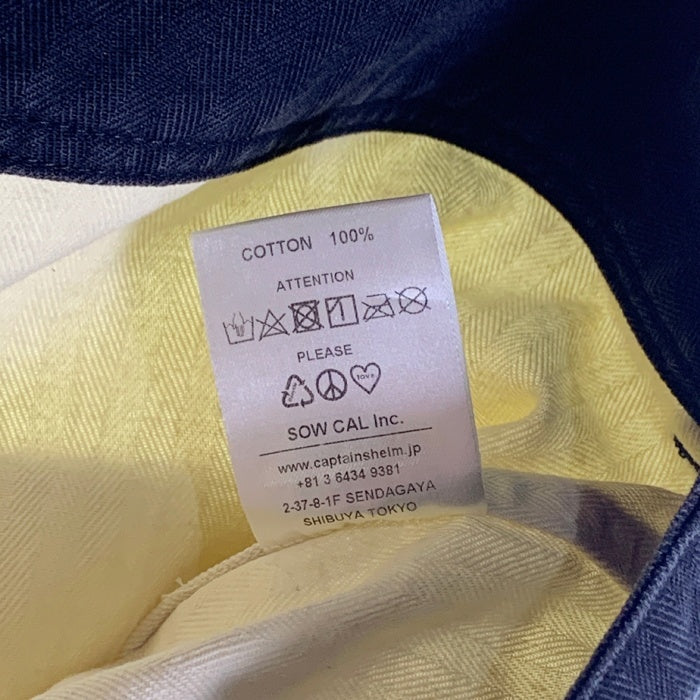 COTTON 100%
ATTENTION
PLEASE
love
SOW CAL Inc.
www.captainshelm.jp
+81 3 6434 9381
2-37-8-1F SENDAGAYA
SHIBUYA TOKYO